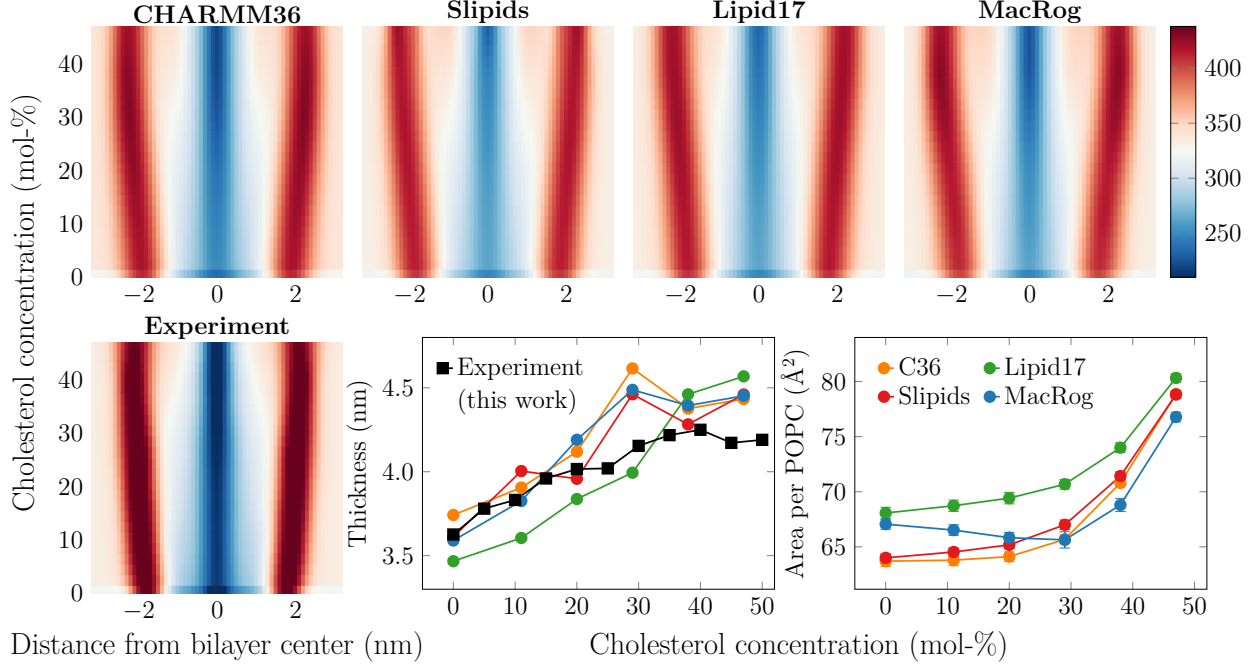 CHARMM36
Slipids
Lipid17
MacRog
Cholesterol concentration (mol-%)
40
30
20
10
0
−2 0 2
−2 0 2
−2 0 2
−2 0 2
400
350
300
250
Experiment
40
30
20
10
0
−2 0 2
Distance from bilayer center (nm)
Thickness (nm)
4.5
4.0
3.5
Experiment
(this work)
0 10 20 30 40 50
Area per POPC (Å²)
80
75
70
65
C36
Lipid17
Slipids
MacRog
0 10 20 30 40 50
Cholesterol concentration (mol-%)